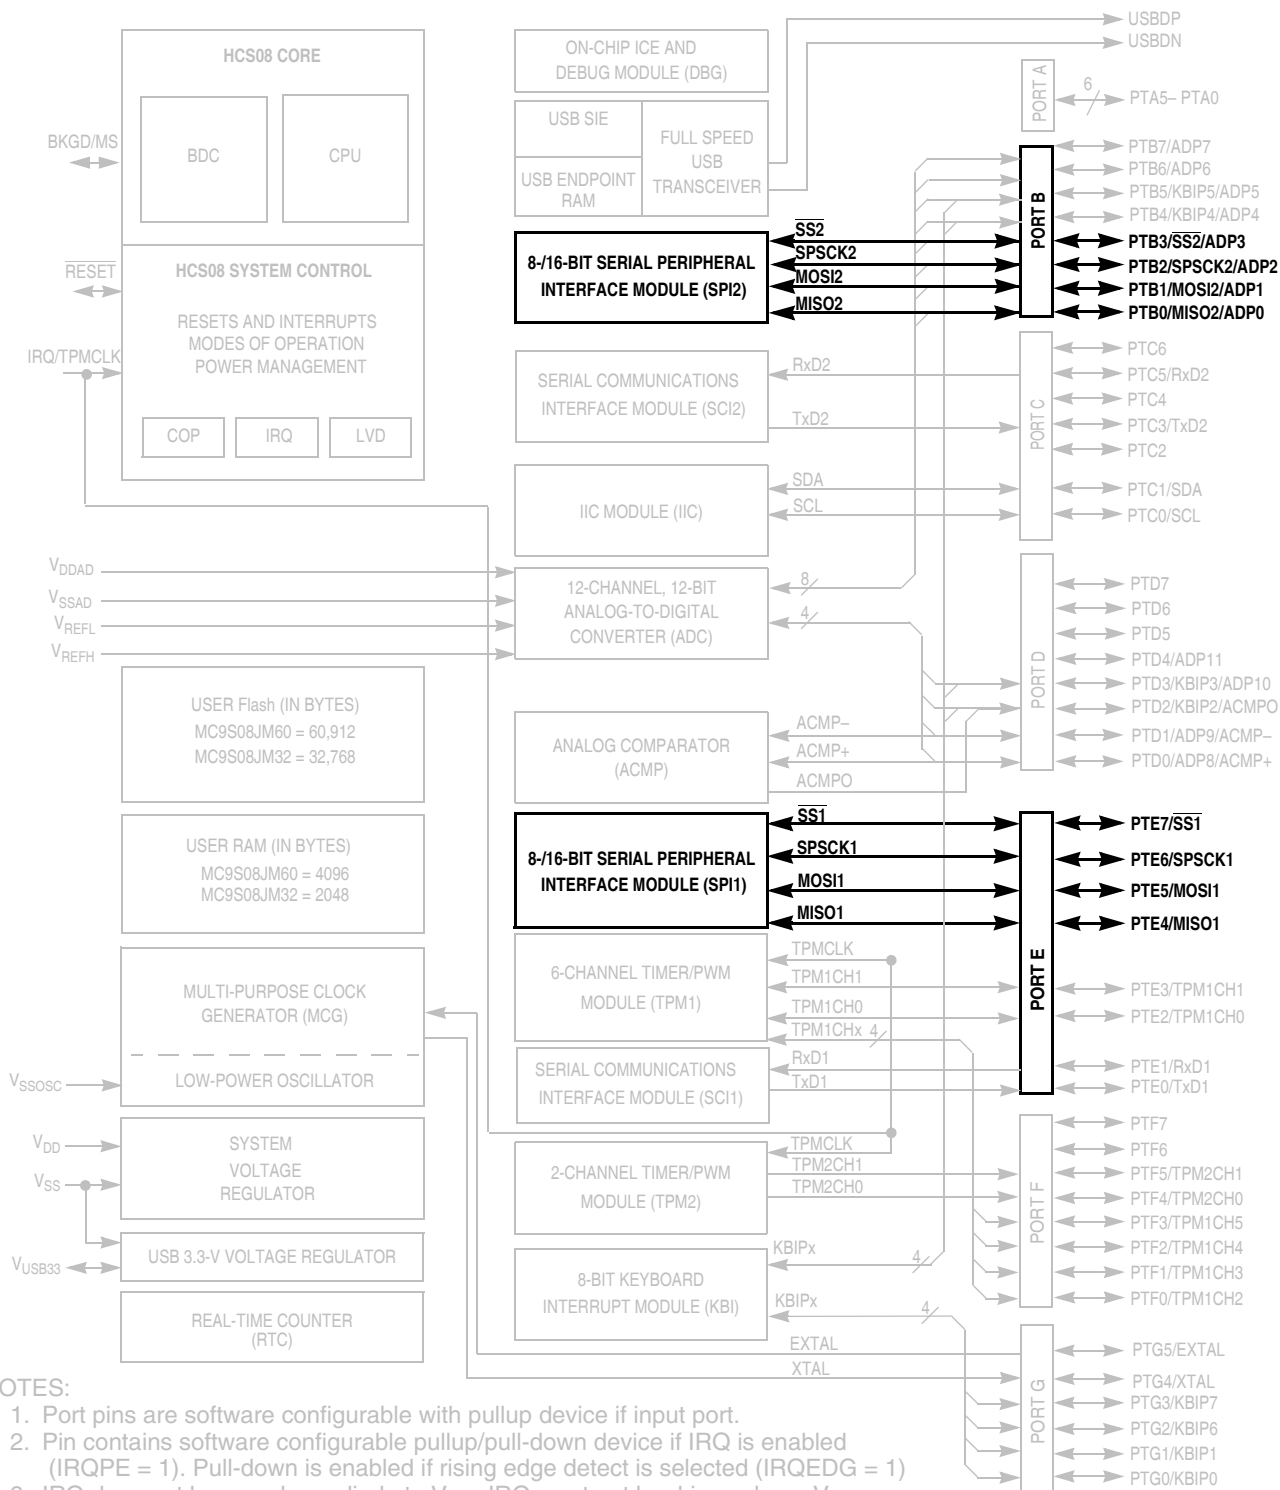 HCS08 CORE
BDC
CPU
BKGD/MS
HCS08 SYSTEM CONTROL
RESET
RESETS AND INTERRUPTS
MODES OF OPERATION
POWER MANAGEMENT
IRQ/TPMCLK
COP
IRQ
LVD
VDDAD
VSSAD
VREFL
VREFH
USER Flash (IN BYTES)
MC9S08JM60 = 60,912
MC9S08JM32 = 32,768
USER RAM (IN BYTES)
MC9S08JM60 = 4096
MC9S08JM32 = 2048
MULTI-PURPOSE CLOCK
GENERATOR (MCG)
LOW-POWER OSCILLATOR
VSSOSC
VDD
VSS
SYSTEM
VOLTAGE
REGULATOR
VUSB33
USB 3.3-V VOLTAGE REGULATOR
REAL-TIME COUNTER
(RTC)
ON-CHIP ICE AND
DEBUG MODULE (DBG)
USB SIE
USB ENDPOINT
RAM
FULL SPEED
USB
TRANSCEIVER
8-/16-BIT SERIAL PERIPHERAL
INTERFACE MODULE (SPI2)
SS2
SPSCK2
MOSI2
MISO2
SERIAL COMMUNICATIONS
INTERFACE MODULE (SCI2)
RxD2
TxD2
IIC MODULE (IIC)
SDA
SCL
12-CHANNEL, 12-BIT
ANALOG-TO-DIGITAL
CONVERTER (ADC)
8
4
ANALOG COMPARATOR
(ACMP)
ACMP–
ACMP+
ACMPO
8-/16-BIT SERIAL PERIPHERAL
INTERFACE MODULE (SPI1)
SS1
SPSCK1
MOSI1
MISO1
6-CHANNEL TIMER/PWM
MODULE (TPM1)
TPMCLK
TPM1CH1
TPM1CH0
TPM1CHx 4
SERIAL COMMUNICATIONS
INTERFACE MODULE (SCI1)
RxD1
TxD1
2-CHANNEL TIMER/PWM
MODULE (TPM2)
TPMCLK
TPM2CH1
TPM2CH0
8-BIT KEYBOARD
INTERRUPT MODULE (KBI)
KBIPx
4
KBIPx
4
EXTAL
XTAL
USBDP
USBDN
PORT A
6
PTA5– PTA0
PORT B
PTB7/ADP7
PTB6/ADP6
PTB5/KBIP5/ADP5
PTB4/KBIP4/ADP4
PTB3/SS2/ADP3
PTB2/SPSCK2/ADP2
PTB1/MOSI2/ADP1
PTB0/MISO2/ADP0
PORT C
PTC6
PTC5/RxD2
PTC4
PTC3/TxD2
PTC2
PTC1/SDA
PTC0/SCL
PORT D
PTD7
PTD6
PTD5
PTD4/ADP11
PTD3/KBIP3/ADP10
PTD2/KBIP2/ACMPO
PTD1/ADP9/ACMP–
PTD0/ADP8/ACMP+
PORT E
PTE7/SS1
PTE6/SPSCK1
PTE5/MOSI1
PTE4/MISO1
PTE3/TPM1CH1
PTE2/TPM1CH0
PTE1/RxD1
PTE0/TxD1
PORT F
PTF7
PTF6
PTF5/TPM2CH1
PTF4/TPM2CH0
PTF3/TPM1CH5
PTF2/TPM1CH4
PTF1/TPM1CH3
PTF0/TPM1CH2
PORT G
PTG5/EXTAL
PTG4/XTAL
PTG3/KBIP7
PTG2/KBIP6
PTG1/KBIP1
PTG0/KBIP0
OTES:
1. Port pins are software configurable with pullup device if input port.
2. Pin contains software configurable pullup/pull-down device if IRQ is enabled
(IRQPE = 1). Pull-down is enabled if rising edge detect is selected (IRQEDG = 1)